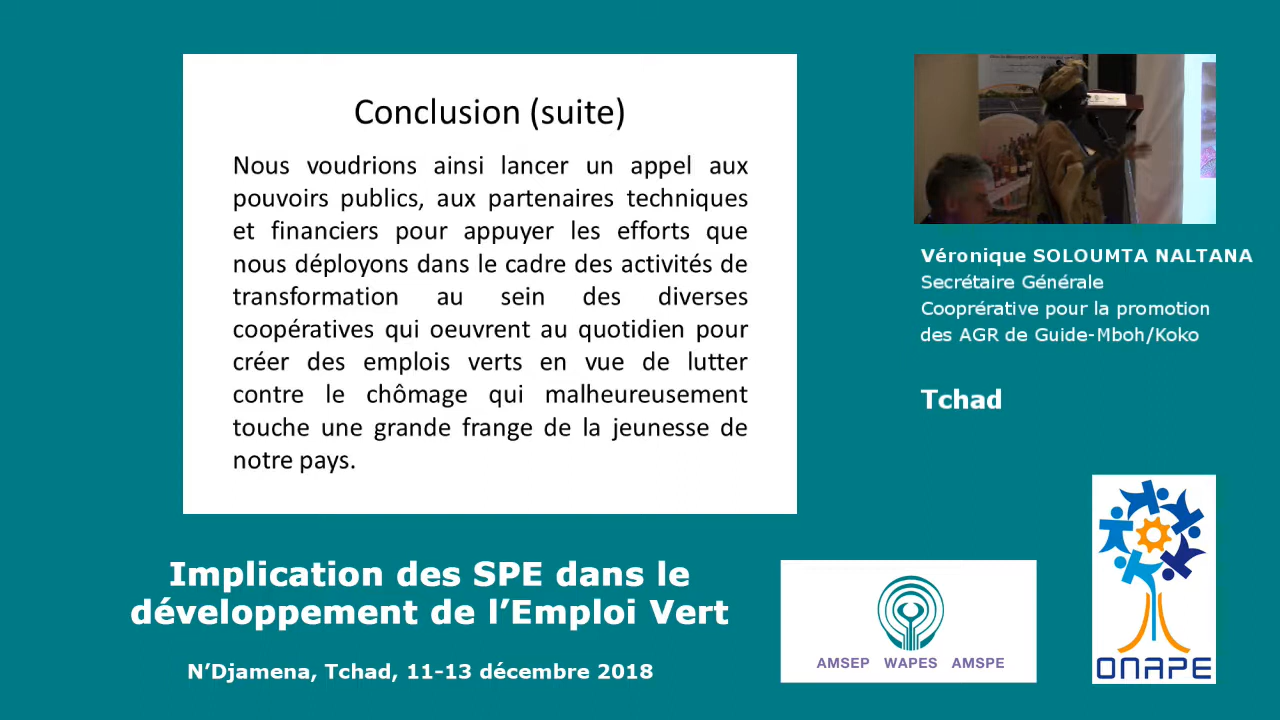 Conclusion (suite)
Nous voudrions ainsi lancer un appel aux
pouvoirs publics, aux partenaires techniques
et financiers pour appuyer les efforts que
nous déployons dans le cadre des activités de
transformation au sein des diverses
coopératives qui oeuvrent au quotidien pour
créer des emplois verts en vue de lutter
contre le chômage qui malheureusement
touche une grande frange de la jeunesse de
notre pays.
Véronique SOLOUMTA NALTANA
Secrétaire Générale
Cooprérative pour la promotion
des AGR de Guide-Mboh/Koko
Tchad
Implication des SPE dans le
développement de l’Emploi Vert
N’Djamena, Tchad, 11-13 décembre 2018
AMSEP WAPES AMSPE
ONAPE